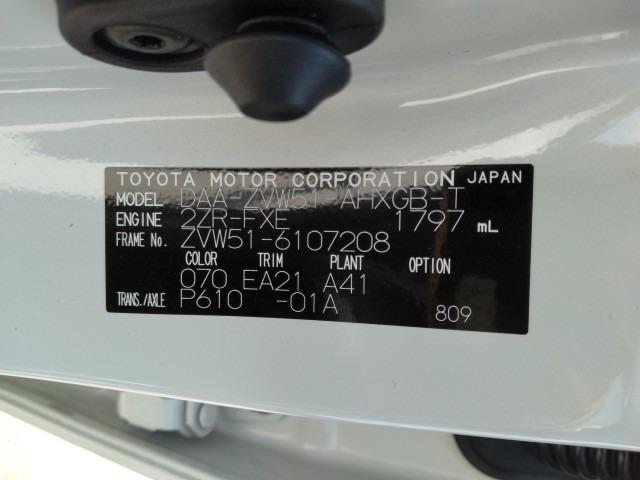 TOYOTA MOTOR CORPORATION JAPAN
MODEL DAA-ZVW51-AHXGB-T
ENGINE 2ZR-FXE 1797 mL
FRAME No. ZVW51-6107208
COLOR TRIM PLANT OPTION
070 EA21 A41
TRANS./AXLE P610 -01A
809